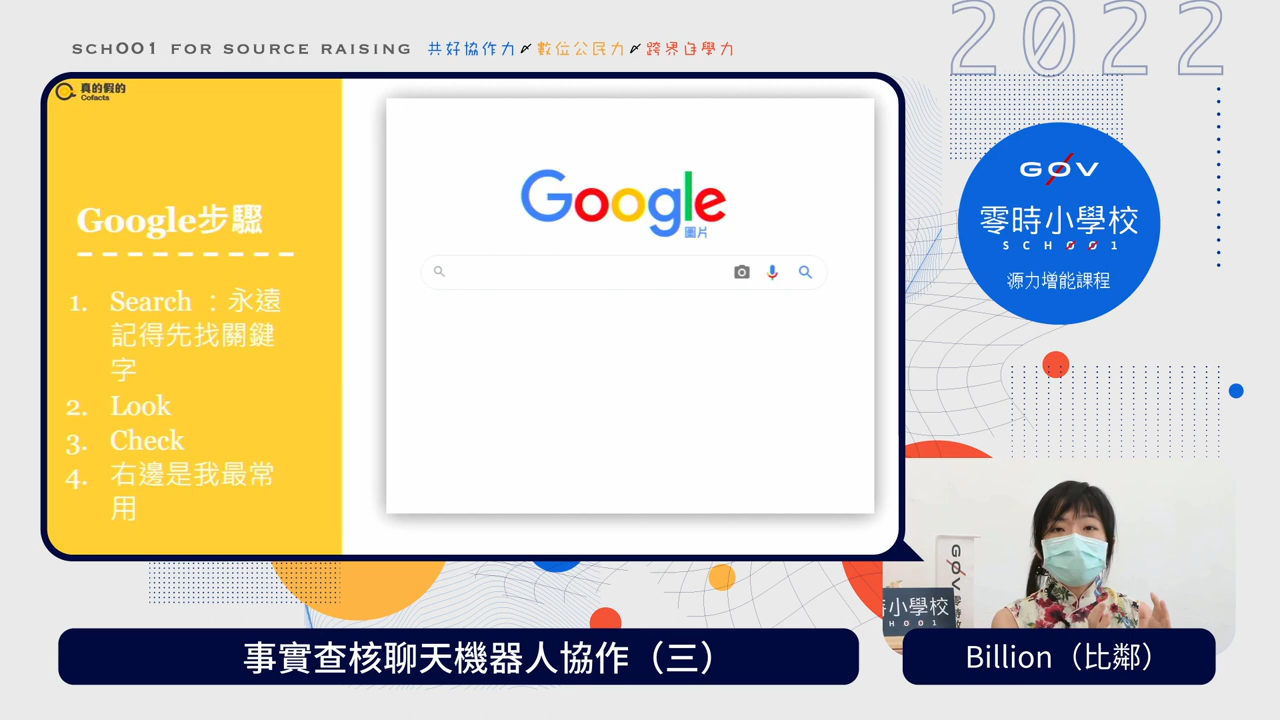 SCHOO1 FOR SOURCE RAISING 共好協作力 數位公民力 跨界自學力
2022
真的假的
Cofacts
Google步驟
1. Search ：永遠
記得先找關鍵
字
2. Look
3. Check
4. 右邊是我最常
用
Google
圖片
G0V
零時小學校
SCH001
源力增能課程
G0V
小學校
H001
事實查核聊天機器人協作（三）
Billion（比鄰）